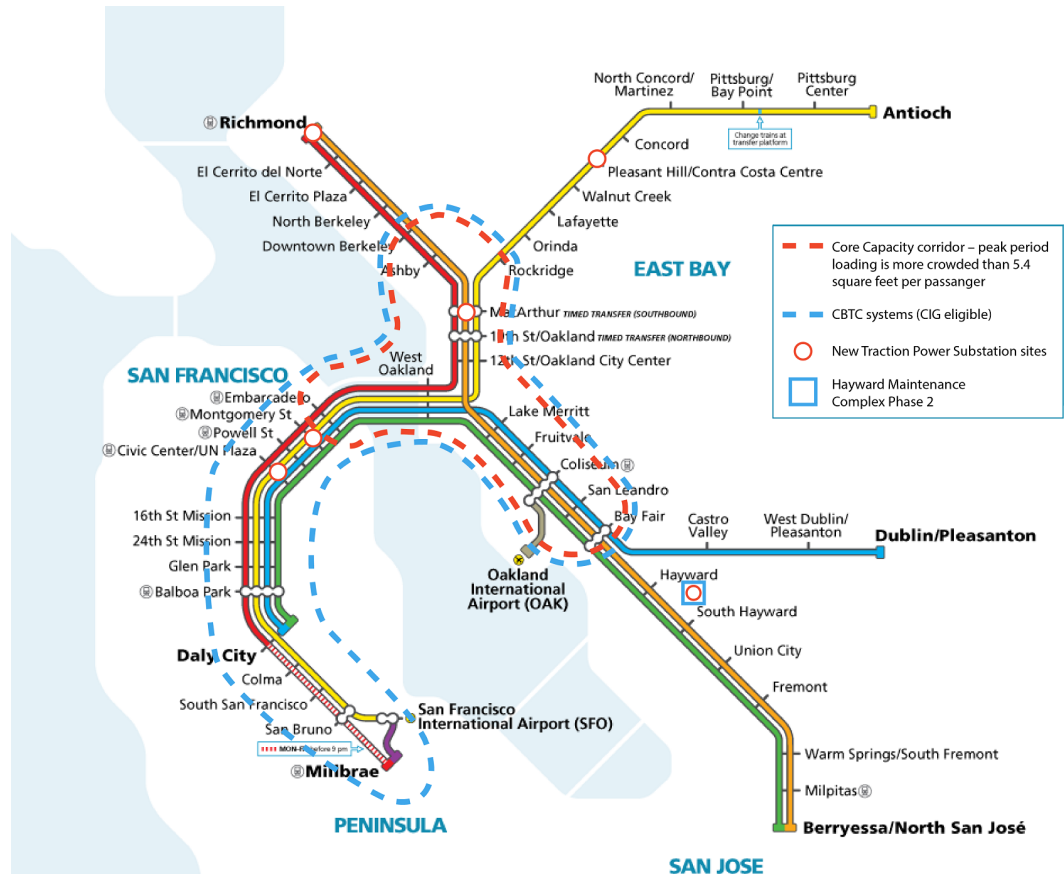 North Concord/
Martinez
Pittsburg/
Bay Point
Pittsburg
Center
Antioch
Change trains at
transfer platform
Richmond
Concord
El Cerrito del Norte
Pleasant Hill/Contra Costa Centre
El Cerrito Plaza
Walnut Creek
North Berkeley
Lafayette
Downtown Berkeley
Orinda
Ashby
Rockridge
EAST BAY
Core Capacity corridor – peak period
loading is more crowded than 5.4
square feet per passanger
CBTC systems (CIG eligible)
New Traction Power Substation sites
Hayward Maintenance
Complex Phase 2
MacArthur TIMED TRANSFER (SOUTHBOUND)
19th St/Oakland TIMED TRANSFER (NORTHBOUND)
12th St/Oakland City Center
West
Oakland
SAN FRANCISCO
Embarcadero
Montgomery St
Powell St
Civic Center/UN Plaza
Lake Merritt
Fruitvale
Coliseum
San Leandro
Bay Fair
16th St Mission
24th St Mission
Glen Park
Balboa Park
Castro
Valley
West Dublin/
Pleasanton
Dublin/Pleasanton
Oakland
International
Airport (OAK)
Hayward
South Hayward
Union City
Fremont
Daly City
Colma
South San Francisco
San Bruno
San Francisco
International Airport (SFO)
MON-FRI before 9 pm
Millbrae
Warm Springs/South Fremont
Milpitas
Berryessa/North San José
PENINSULA
SAN JOSE